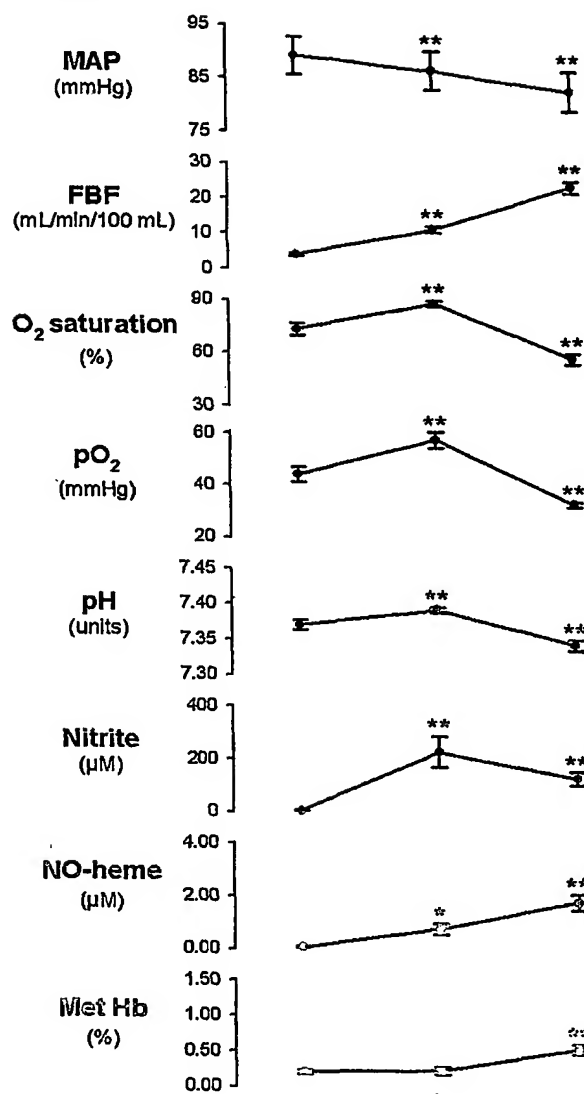 95
MAP
85
(mmHg)
75
** **
30
FBF
20
(mL/min/100 mL)
10
0
** **
90
O₂ saturation
60
(%)
30
** **
60
pO₂
40
(mmHg)
20
** **
7.45
pH
7.40
(units)
7.35
7.30
** **
400
Nitrite
200
(µM)
0
** **
4.00
NO-heme
2.00
(µM)
0.00
* **
1.50
Met Hb
1.00
(%)
0.50
0.00
**